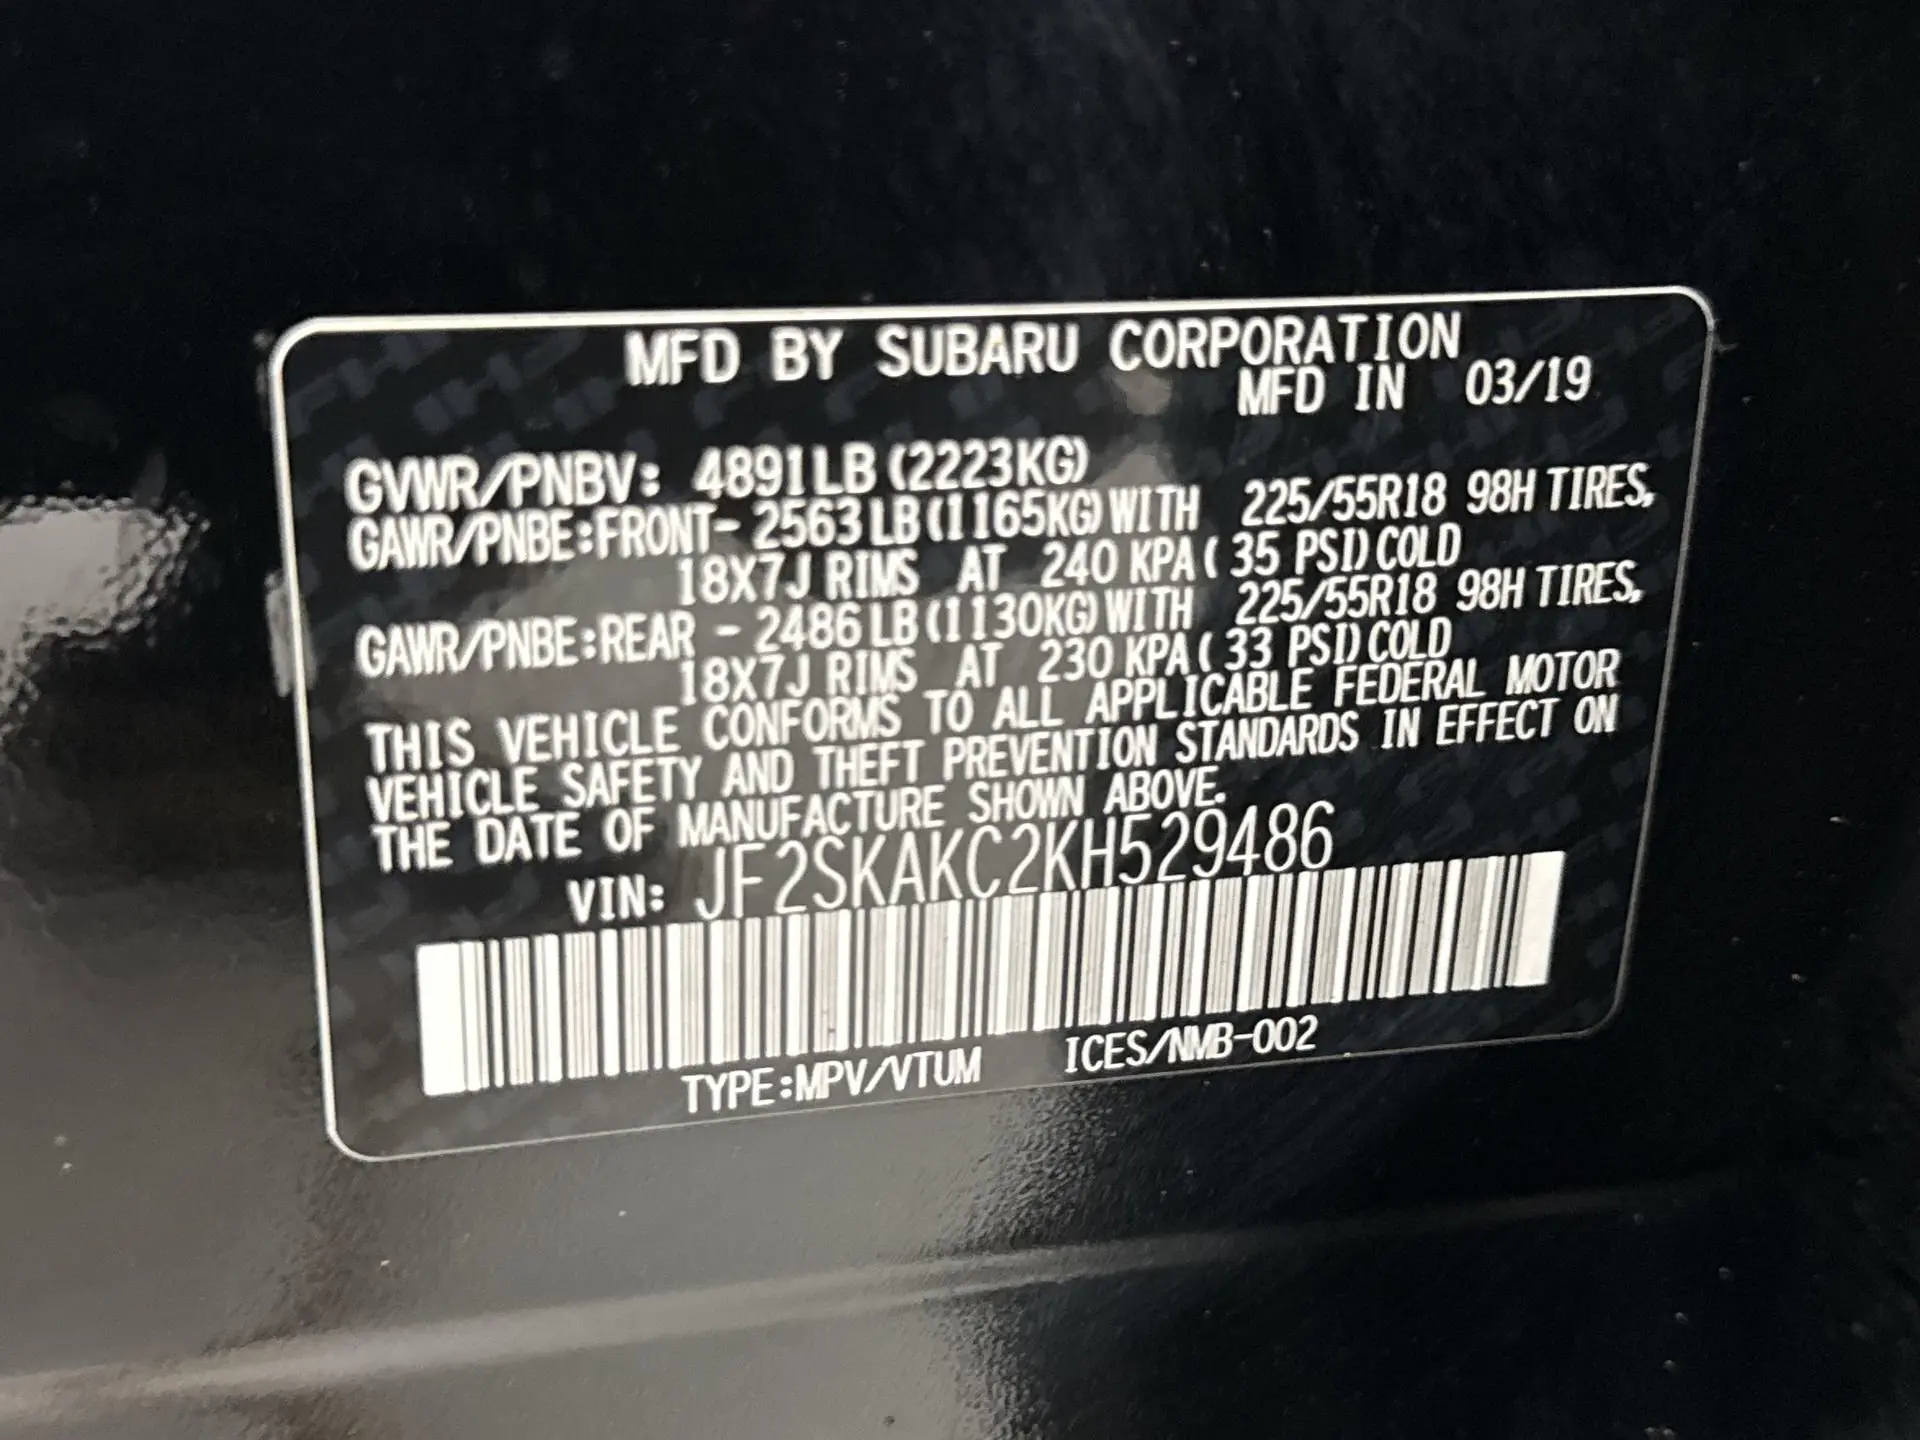 MFD BY SUBARU CORPORATION
MFD IN 03/19
GVWR/PNBV: 4891LB (2223KG)
GAWR/PNBE:FRONT- 2563LB(1165KG)WITH 225/55R18 98H TIRES,
18X7J RIMS AT 240 KPA( 35 PSI)COLD
GAWR/PNBE:REAR - 2486LB(1130KG)WITH 225/55R18 98H TIRES,
18X7J RIMS AT 230 KPA( 33 PSI)COLD
THIS VEHICLE CONFORMS TO ALL APPLICABLE FEDERAL MOTOR
VEHICLE SAFETY AND THEFT PREVENTION STANDARDS IN EFFECT ON
THE DATE OF MANUFACTURE SHOWN ABOVE.
VIN: JF2SKAKC2KH529486
TYPE:MPV/VTUM ICES/NMB-002